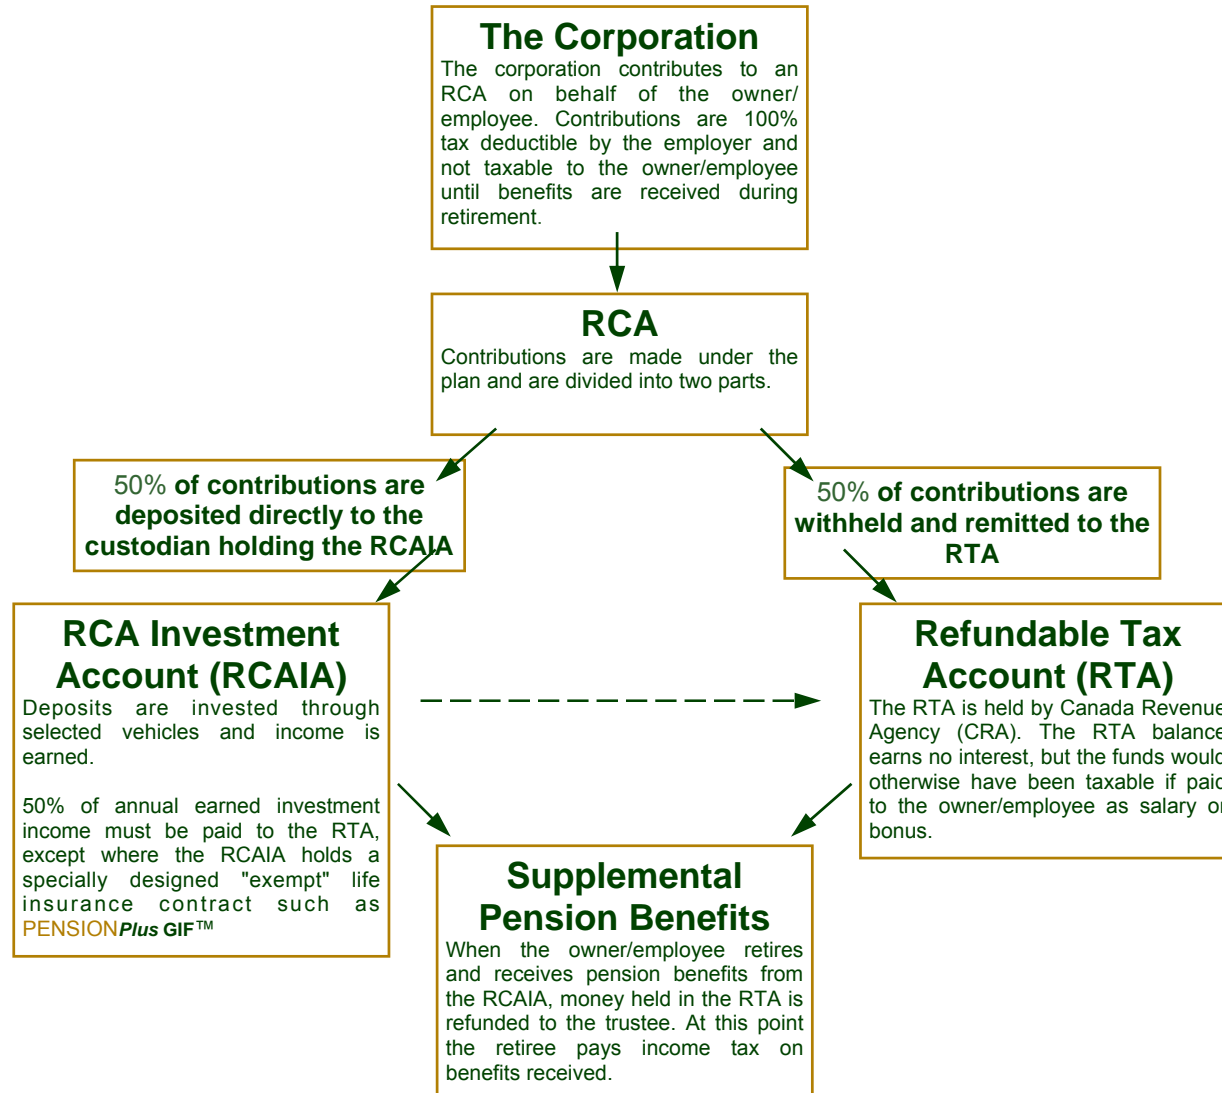 The Corporation
The corporation contributes to an
RCA on behalf of the owner/
employee. Contributions are 100%
tax deductible by the employer and
not taxable to the owner/employee
until benefits are received during
retirement.
RCA
Contributions are made under the
plan and are divided into two parts.
50% of contributions are
deposited directly to the
custodian holding the RCAIA
50% of contributions are
withheld and remitted to the
RTA
RCA Investment
Account (RCAIA)
Deposits are invested through
selected vehicles and income is
earned.
50% of annual earned investment
income must be paid to the RTA,
except where the RCAIA holds a
specially designed "exempt" life
insurance contract such as
PENSIONPlus GIF™
Refundable Tax
Account (RTA)
The RTA is held by Canada Revenue
Agency (CRA). The RTA balance
earns no interest, but the funds would
otherwise have been taxable if paid
to the owner/employee as salary or
bonus.
Supplemental
Pension Benefits
When the owner/employee retires
and receives pension benefits from
the RCAIA, money held in the RTA is
refunded to the trustee. At this point
the retiree pays income tax on
benefits received.